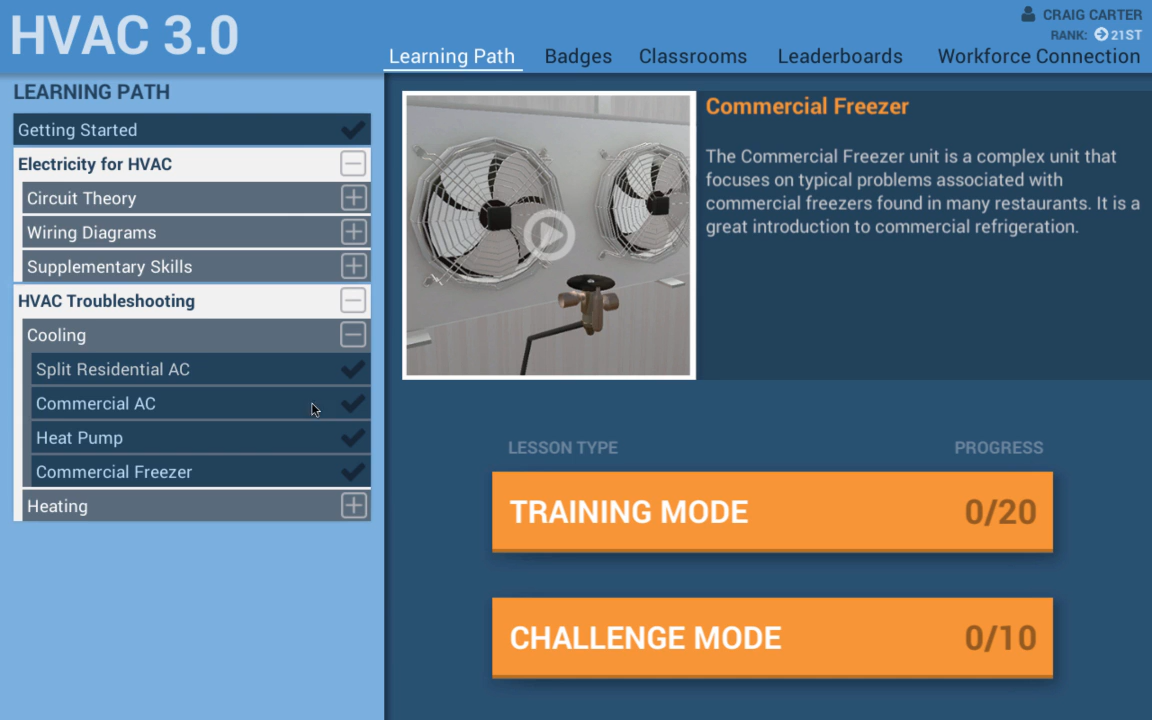 HVAC 3.0
CRAIG CARTER
RANK: 21ST
Learning Path Badges Classrooms Leaderboards Workforce Connection
LEARNING PATH
Getting Started
Electricity for HVAC
Circuit Theory
Wiring Diagrams
Supplementary Skills
HVAC Troubleshooting
Cooling
Split Residential AC
Commercial AC
Heat Pump
Commercial Freezer
Heating
Commercial Freezer
The Commercial Freezer unit is a complex unit that
focuses on typical problems associated with
commercial freezers found in many restaurants. It is a
great introduction to commercial refrigeration.
LESSON TYPE PROGRESS
TRAINING MODE 0/20
CHALLENGE MODE 0/10